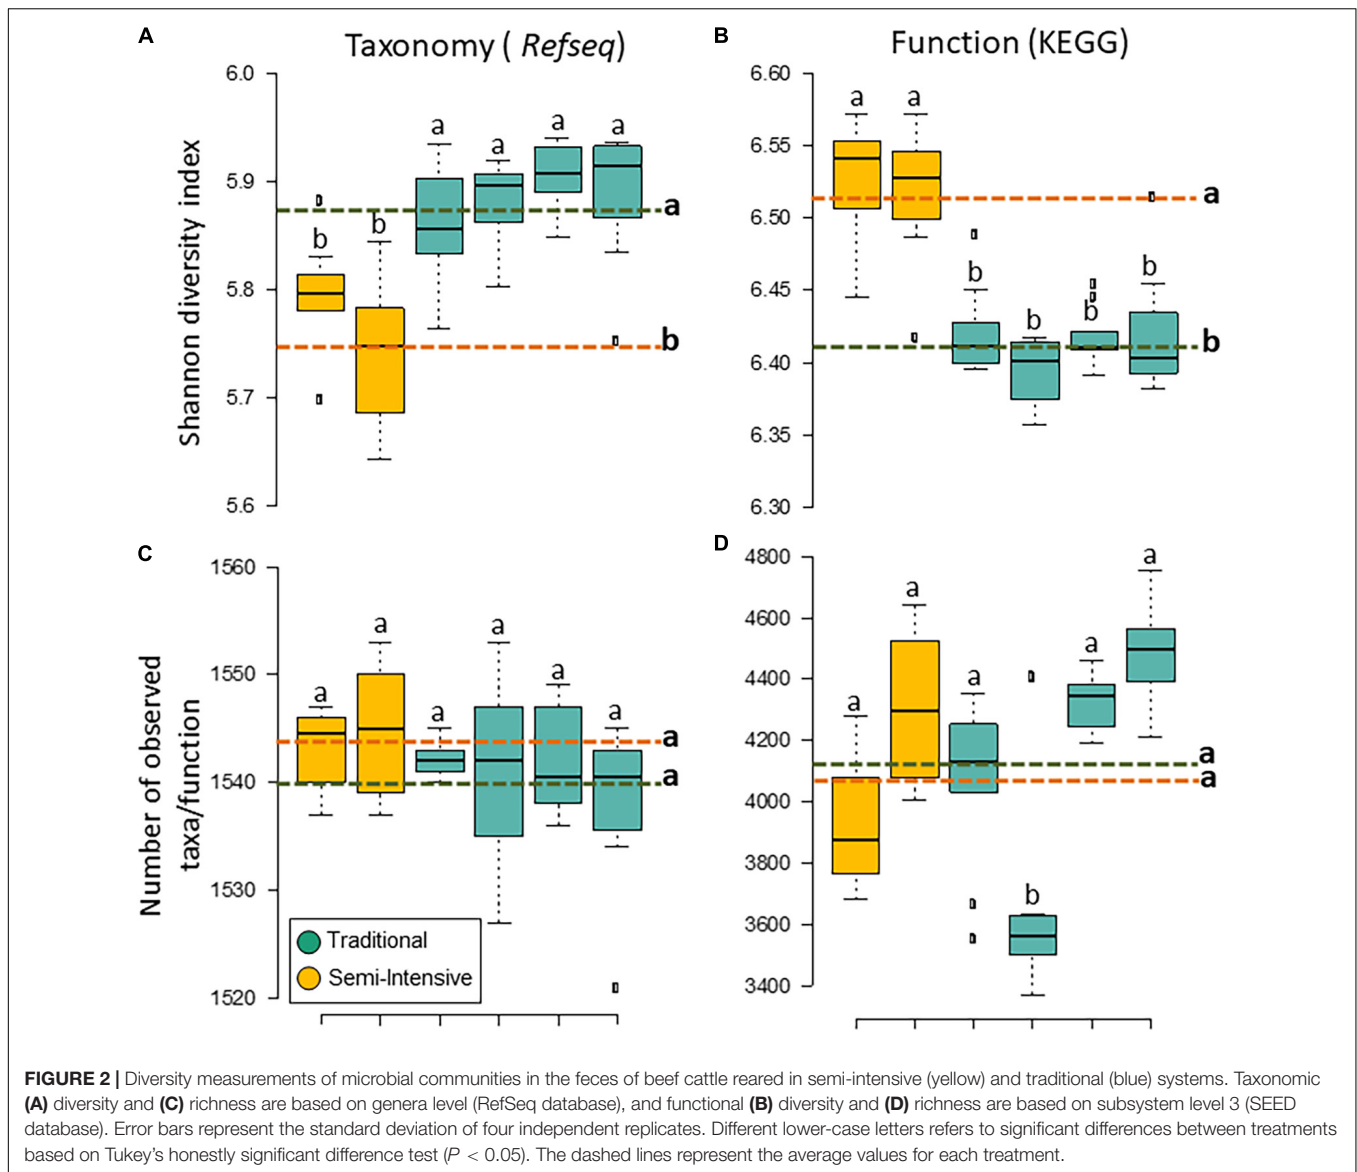 A
Taxonomy ( Refseq)
Shannon diversity index
6.0
5.9
5.8
5.7
5.6
b
b
a
a
a
a
a
b
B
Function (KEGG)
6.60
6.55
6.50
6.45
6.40
6.35
6.30
a
a
b
b
b
b
a
b
C
Number of observed
taxa/function
1560
1550
1540
1530
1520
a
a
a
a
a
a
a
a
Traditional
Semi-Intensive
D
4800
4600
4400
4200
4000
3800
3600
3400
a
a
a
b
a
a
a
a
FIGURE 2 | Diversity measurements of microbial communities in the feces of beef cattle reared in semi-intensive (yellow) and traditional (blue) systems. Taxonomic
(A) diversity and (C) richness are based on genera level (RefSeq database), and functional (B) diversity and (D) richness are based on subsystem level 3 (SEED
database). Error bars represent the standard deviation of four independent replicates. Different lower-case letters refers to significant differences between treatments
based on Tukey's honestly significant difference test (P < 0.05). The dashed lines represent the average values for each treatment.